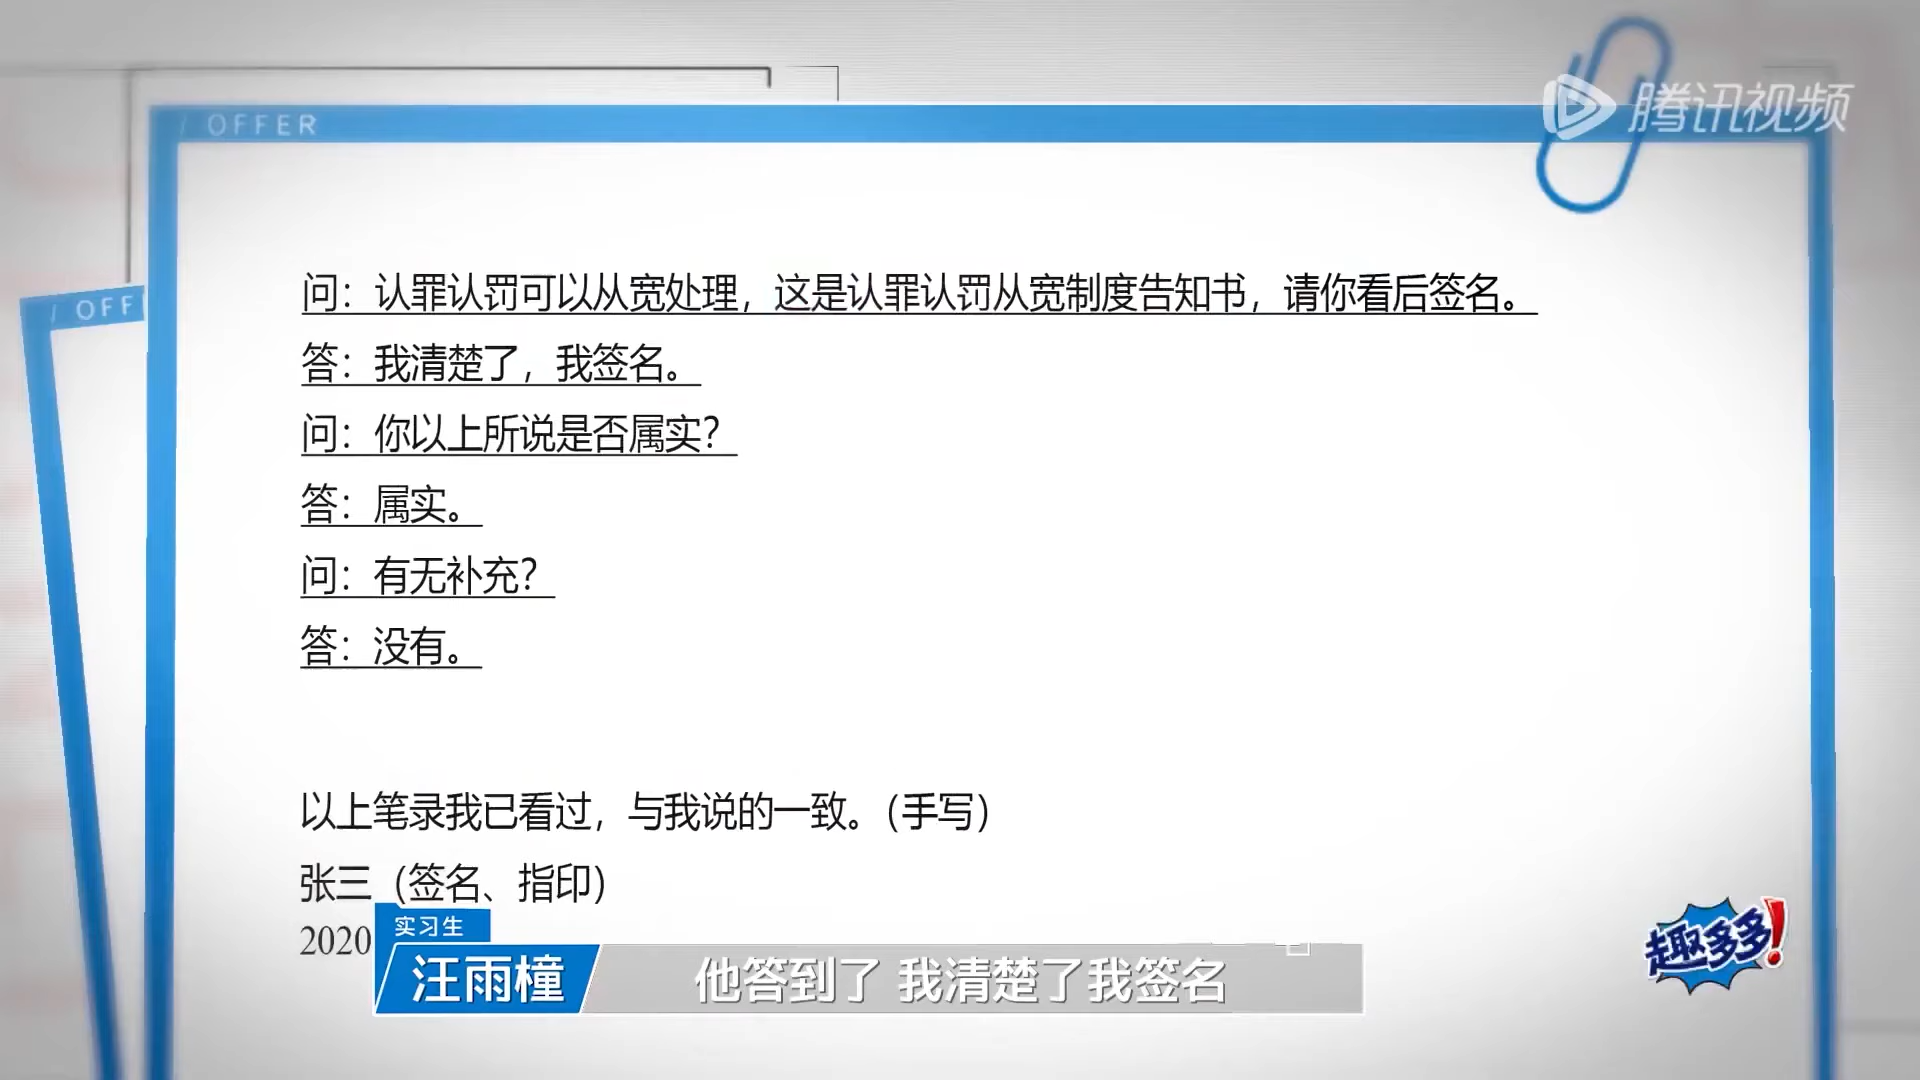 / OFFER
腾讯视频
/ OFF
问：认罪认罚可以从宽处理，这是认罪认罚从宽制度告知书，请你看后签名。
答：我清楚了，我签名。
问：你以上所说是否属实？
答：属实。
问：有无补充？
答：没有。
以上笔录我已看过，与我说的一致。（手写）
张三（签名、指印）
2020
实习生
汪雨橦
他答到了 我清楚了我签名
趣多多！